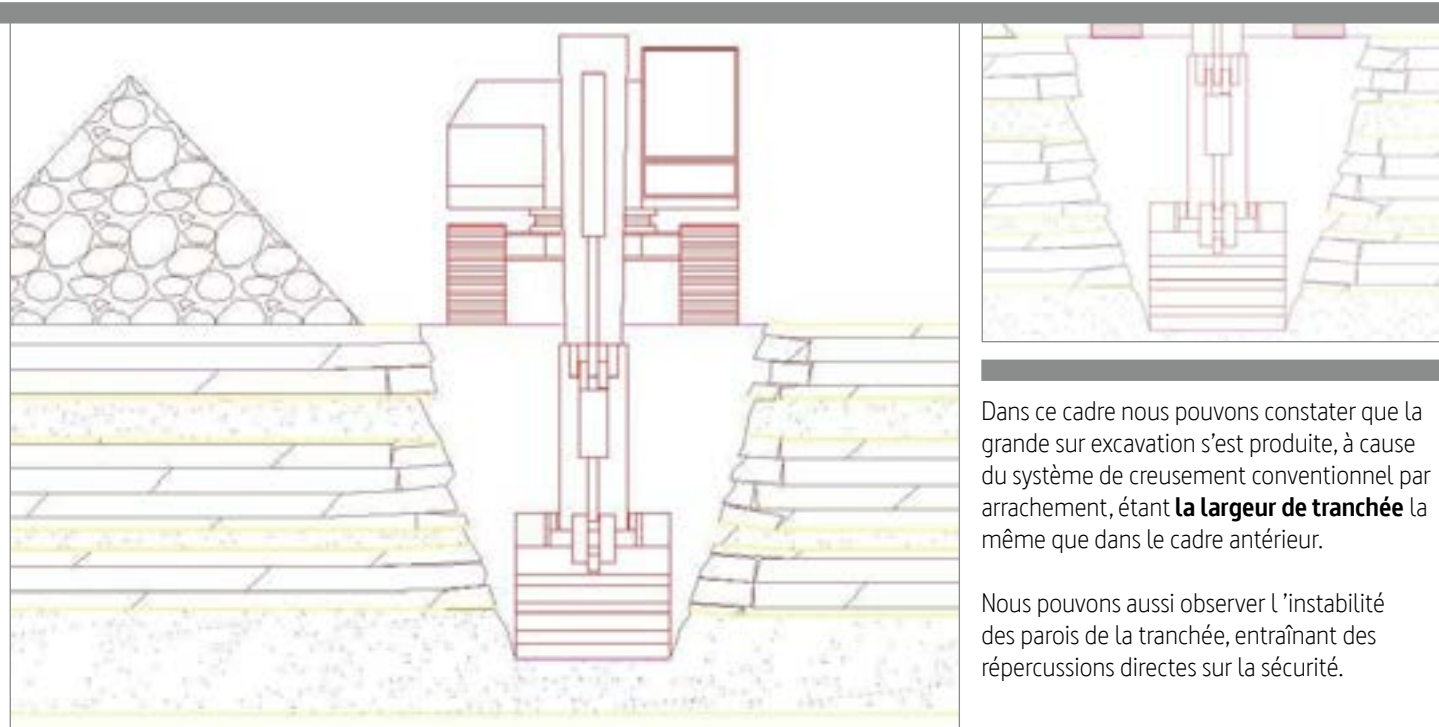 Dans ce cadre nous pouvons constater que la
grande sur excavation s’est produite, à cause
du système de creusement conventionnel par
arrachement, étant la largeur de tranchée la
même que dans le cadre antérieur.
Nous pouvons aussi observer l ’instabilité
des parois de la tranchée, entraînant des
répercussions directes sur la sécurité.